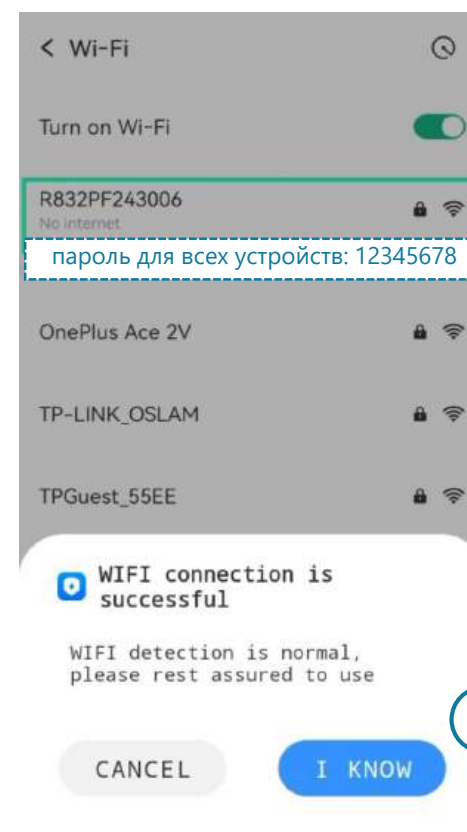 < Wi-Fi
Turn on Wi-Fi
R832PF243006
No internet
пароль для всех устройств: 12345678
OnePlus Ace 2V
TP-LINK_OSLAM
TPGuest_55EE
WIFI connection is
successful
WIFI detection is normal,
please rest assured to use
CANCEL
I KNOW